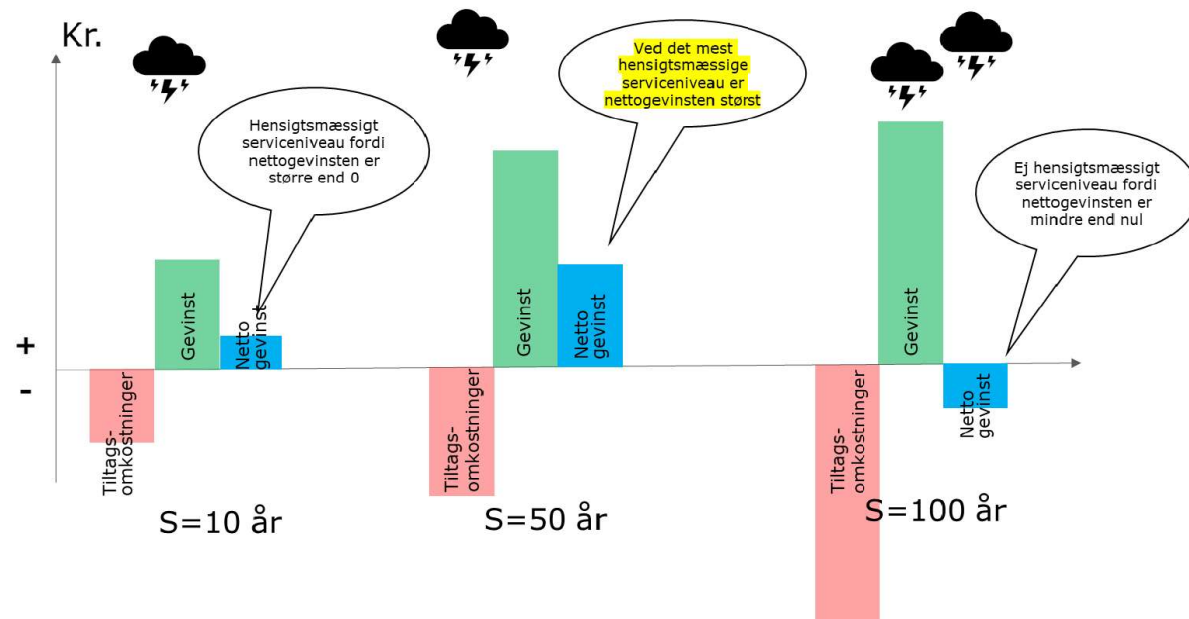 Kr.
Hensigtsmæssigt
serviceniveau fordi
nettogevinsten er
større end 0
Ved det mest
hensigtsmæssige
serviceniveau er
nettogevinsten størst
Ej hensigtsmæssigt
serviceniveau fordi
nettogevinsten er
mindre end nul
+
-
Tiltags-
omkostninger
Gevinst
Netto
gevinst
S=10 år
Tiltags-
omkostninger
Gevinst
Netto
gevinst
S=50 år
Tiltags-
omkostninger
Gevinst
Netto
gevinst
S=100 år